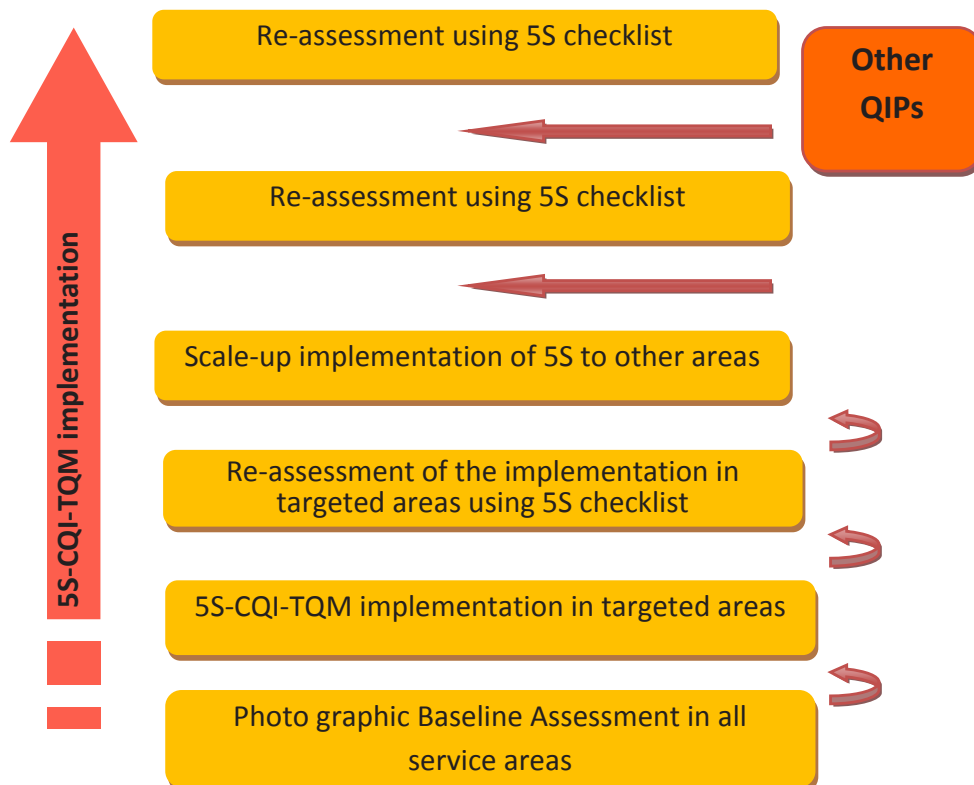 Re-assessment using 5S checklist
Other
QIPs
Re-assessment using 5S checklist
Scale-up implementation of 5S to other areas
Re-assessment of the implementation in
targeted areas using 5S checklist
5S-CQI-TQM implementation in targeted areas
Photo graphic Baseline Assessment in all
service areas
5S-CQI-TQM implementation